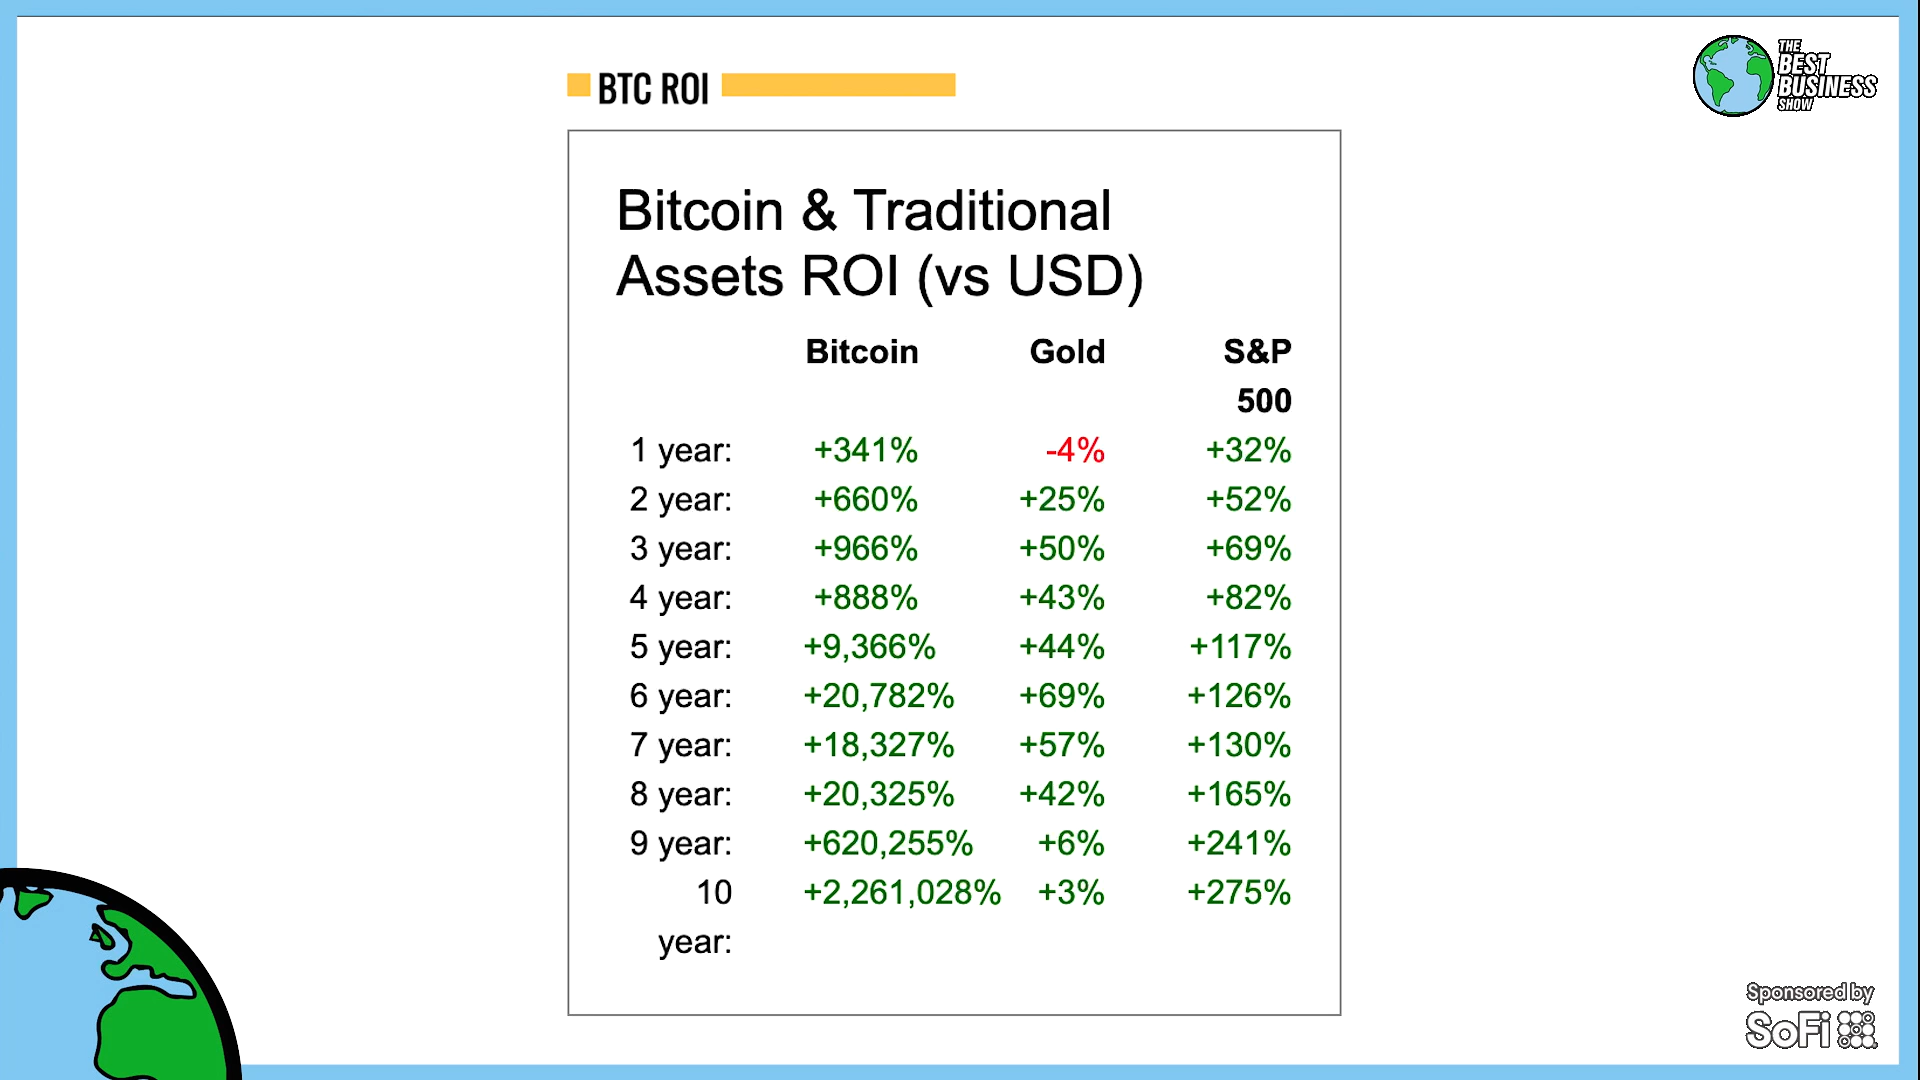 BTC ROI
THE
BEST
BUSINESS
SHOW
Bitcoin & Traditional
Assets ROI (vs USD)
Bitcoin Gold S&P
500
1 year: +341% -4% +32%
2 year: +660% +25% +52%
3 year: +966% +50% +69%
4 year: +888% +43% +82%
5 year: +9,366% +44% +117%
6 year: +20,782% +69% +126%
7 year: +18,327% +57% +130%
8 year: +20,325% +42% +165%
9 year: +620,255% +6% +241%
10 +2,261,028% +3% +275%
year:
Sponsored by
SoFi